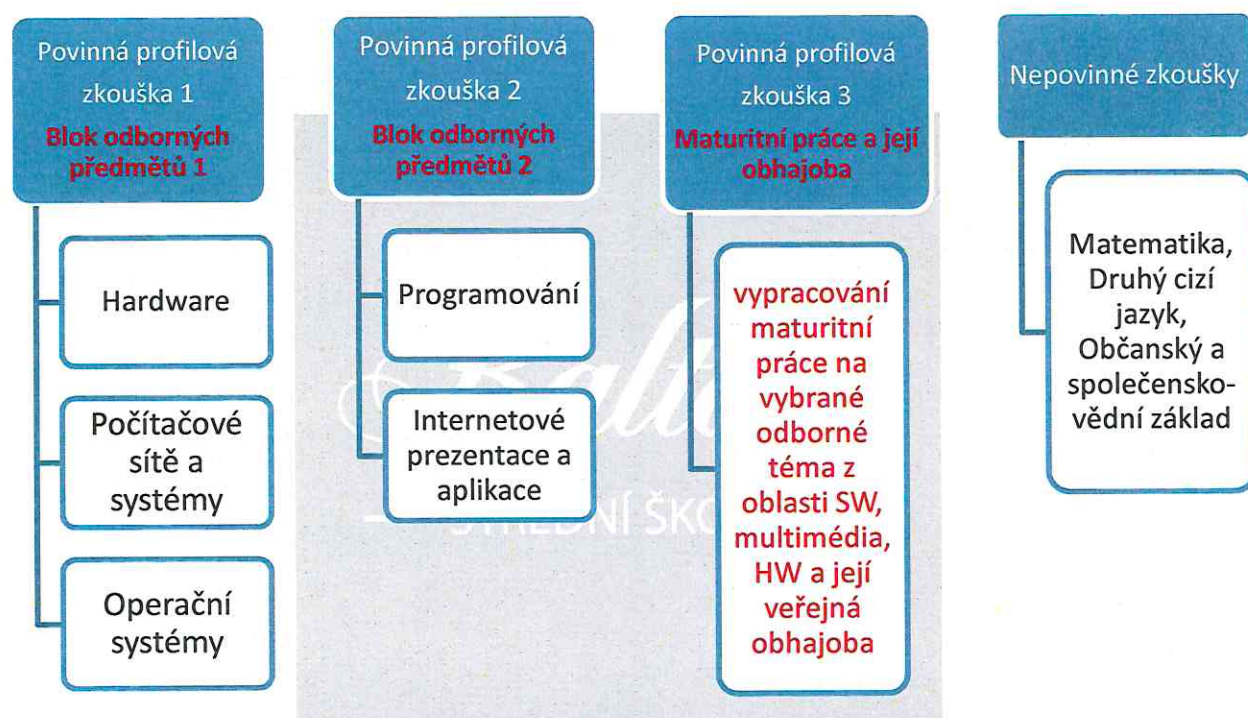 Povinná profilová
zkouška 1
Blok odborných
předmětů 1
Hardware
Počítačové
sítě a
systémy
Operační
systémy
Povinná profilová
zkouška 2
Blok odborných
předmětů 2
Programování
Internetové
prezentace a
aplikace
Povinná profilová
zkouška 3
Maturitní práce a její
obhajoba
vypracování
maturitní
práce na
vybrané
odborné
téma z
oblasti SW,
multimédia,
HW a její
veřejná
obhajoba
Nepovinné zkoušky
Matematika,
Druhý cizí
jazyk,
Občanský a
společensko-
vědní základ